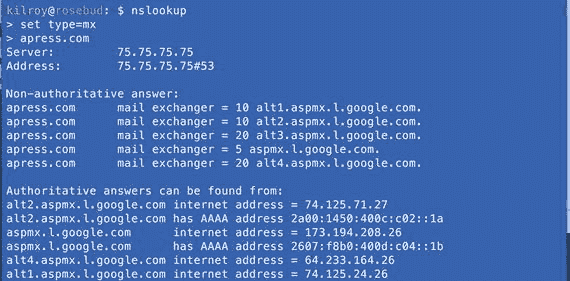 kilroy@rosebud: $ nslookup
> set type=mx
> apress.com
Server: 75.75.75.75
Address: 75.75.75.75#53
Non-authoritative answer:
apress.com mail exchanger = 10 alt1.aspmx.l.google.com.
apress.com mail exchanger = 10 alt2.aspmx.l.google.com.
apress.com mail exchanger = 20 alt3.aspmx.l.google.com.
apress.com mail exchanger = 5 aspmx.l.google.com.
apress.com mail exchanger = 20 alt4.aspmx.l.google.com.
Authoritative answers can be found from:
alt2.aspmx.l.google.com internet address = 74.125.71.27
alt2.aspmx.l.google.com has AAAA address 2a00:1450:400c:c02::1a
aspmx.l.google.com internet address = 173.194.208.26
aspmx.l.google.com has AAAA address 2607:f8b0:400d:c04::1b
alt4.aspmx.l.google.com internet address = 64.233.164.26
alt1.aspmx.l.google.com internet address = 74.125.24.26